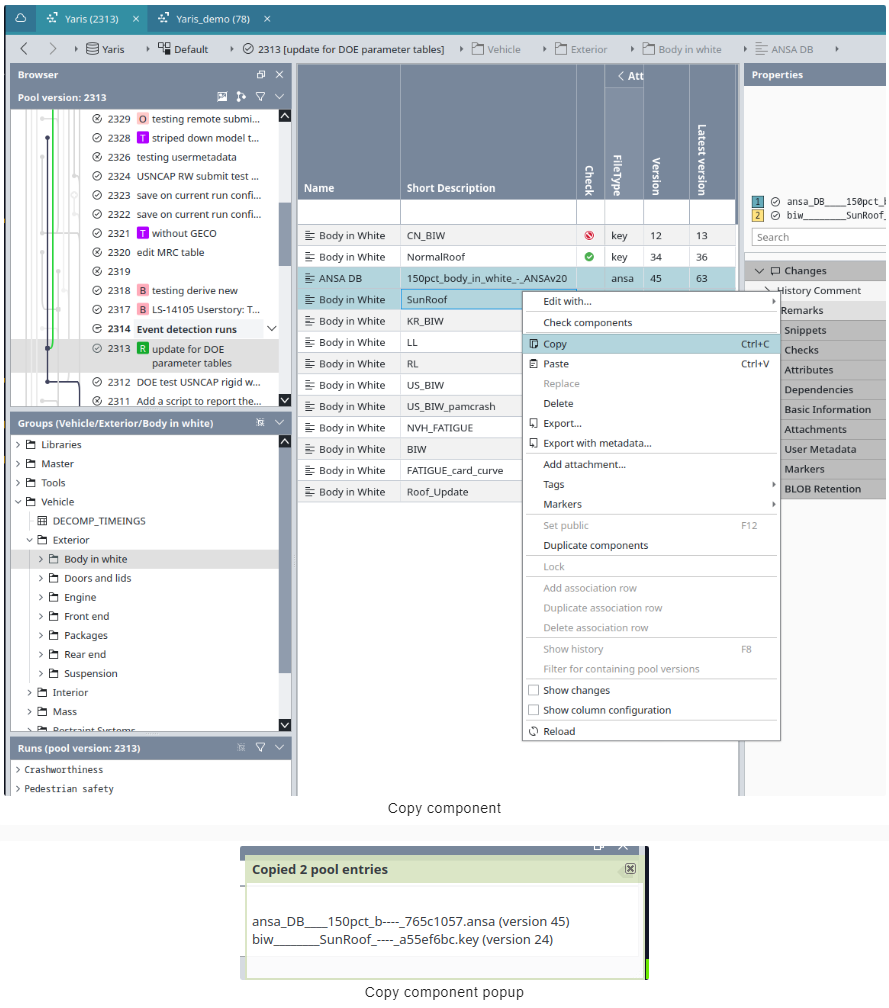 Yaris (2313)
Yaris_demo (78)
Yaris
Default
2313 [update for DOE parameter tables]
Vehicle
Exterior
Body in white
ANSA DB
Browser
Pool version: 2313
2329 O testing remote submi...
2328 T striped down model t...
2326 testing usermetadata
2324 USNCAP RW submit test ...
2323 save on current run confi...
2322 save on current run confi...
2321 T without GECO
2320 edit MRC table
2319
2318 B testing derive new
2317 B LS-14105 Userstory: T...
2314 Event detection runs
2313 R update for DOE
parameter tables
2312 DOE test USNCAP rigid w...
2311 Add a script to report the...
Groups (Vehicle/Exterior/Body in white)
Libraries
Master
Tools
Vehicle
DECOMP_TIMEINGS
Exterior
Body in white
Doors and lids
Engine
Front end
Packages
Rear end
Suspension
Interior
Mass
Restraint Systems
Runs (pool version: 2313)
Crashworthiness
Pedestrian safety
Att
Name
Short Description
Check
FileType
Version
Latest version
Body in White CN_BIW key 12 13
Body in White NormalRoof key 34 36
ANSA DB 150pct_body_in_white_-_ANSAv20 ansa 45 63
Body in White SunRoof
Body in White KR_BIW
Body in White LL
Body in White RL
Body in White US_BIW
Body in White US_BIW_pamcrash
Body in White NVH_FATIGUE
Body in White BIW
Body in White FATIGUE_card_curve
Body in White Roof_Update
Edit with...
Check components
Copy Ctrl+C
Paste Ctrl+V
Replace
Delete
Export...
Export with metadata...
Add attachment...
Tags
Markers
Set public F12
Duplicate components
Lock
Add association row
Duplicate association row
Delete association row
Show history F8
Filter for containing pool versions
Show changes
Show column configuration
Reload
Properties
1 ansa_DB____150pct_b
2 biw________SunRoof_
Search
Changes
History Comment
Remarks
Snippets
Checks
Attributes
Dependencies
Basic Information
Attachments
User Metadata
Markers
BLOB Retention
Copy component
Copied 2 pool entries
ansa_DB____150pct_b----_765c1057.ansa (version 45)
biw________SunRoof_----_a55ef6bc.key (version 24)
Copy component popup